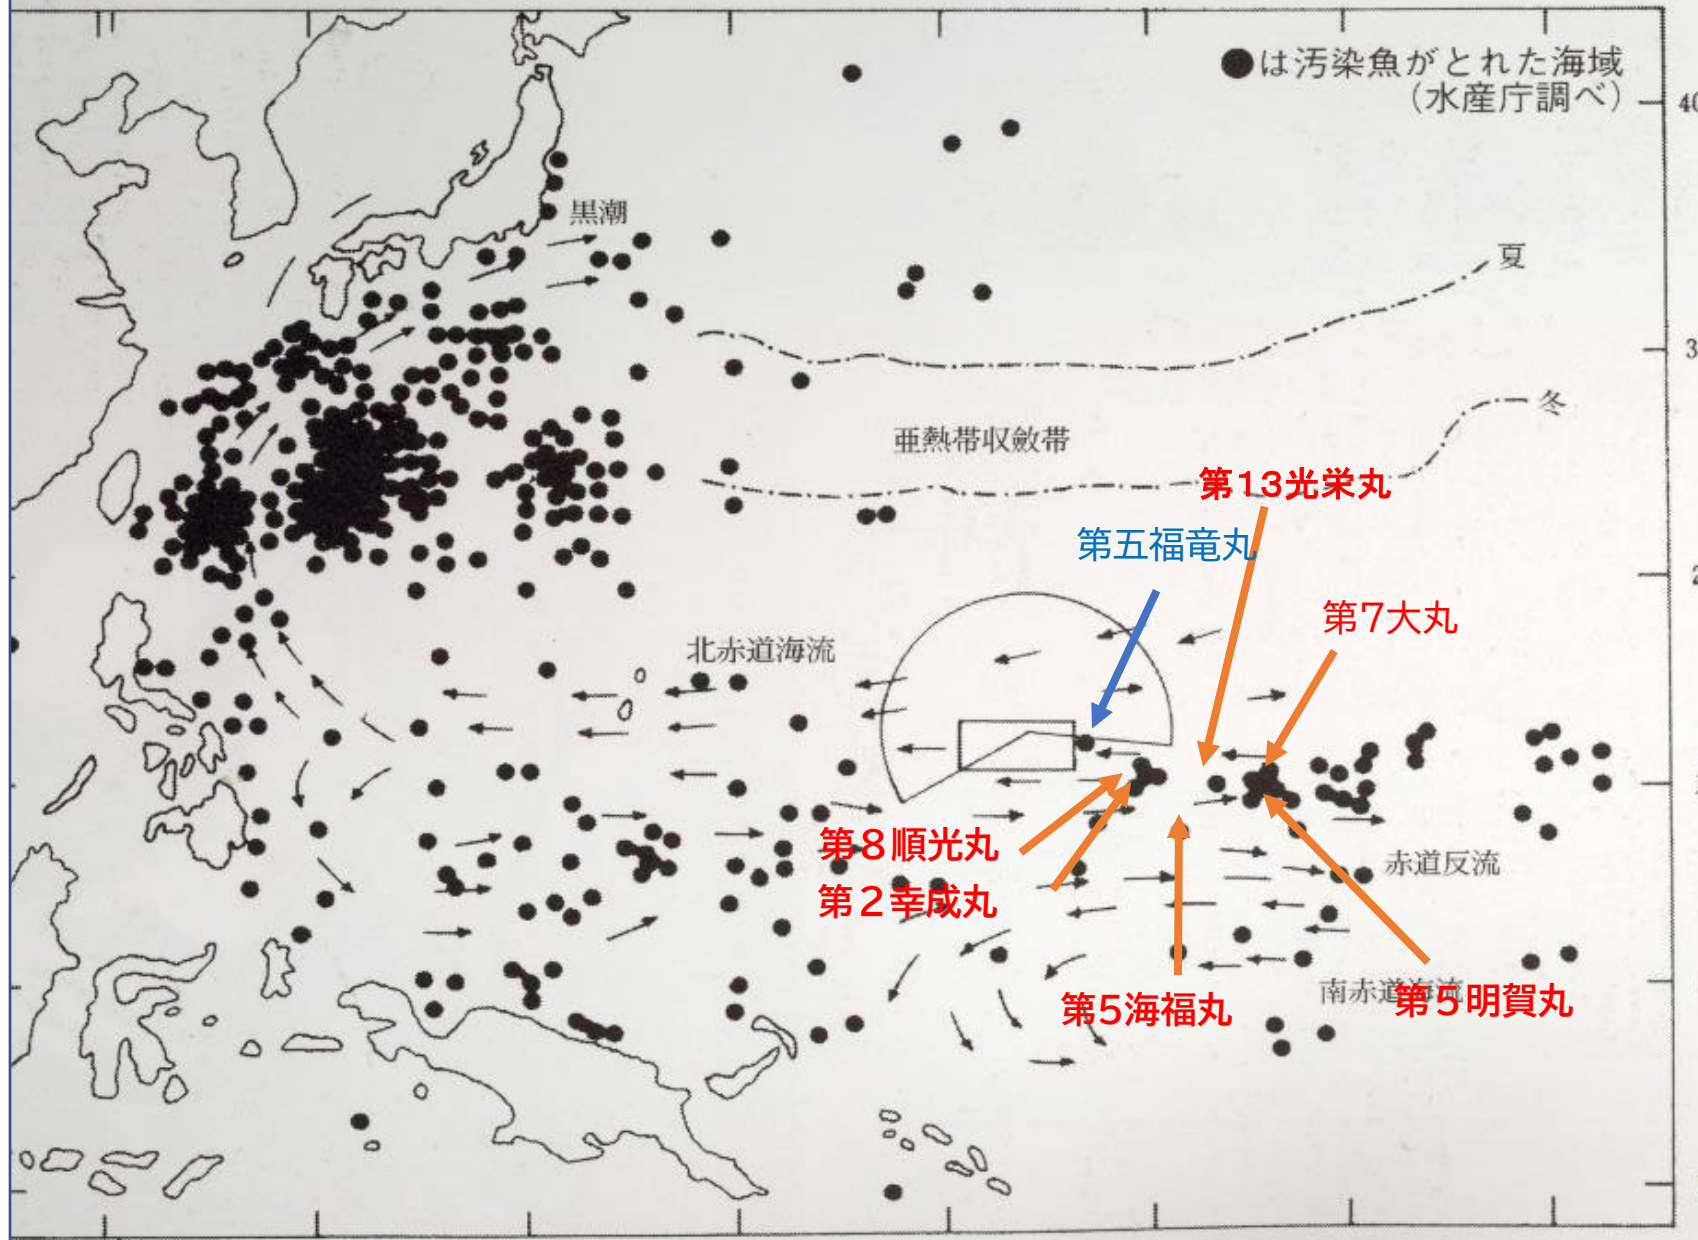 ●は汚染魚がとれた海域
(水産庁調べ)
40
黒潮
夏
3
冬
亜熱帯収斂帯
第13光栄丸
第五福竜丸
2
第7大丸
北赤道海流
第8順光丸
赤道反流
第2幸成丸
南赤道海流
第5明賀丸
第5海福丸